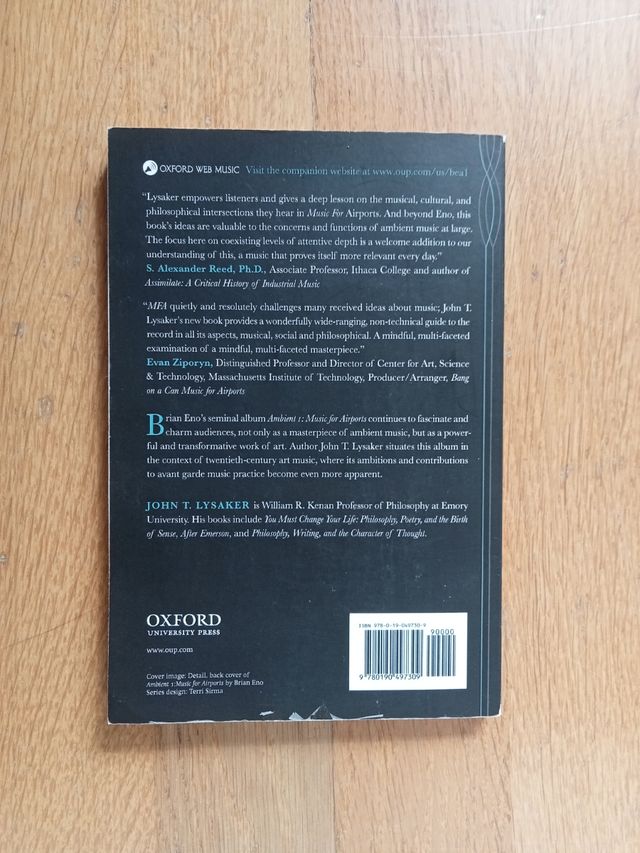 OXFORD WEB MUSIC Visit the companion website at www.oup.com/us/bea1
"Lysaker empowers listeners and gives a deep lesson on the musical, cultural, and
philosophical intersections they hear in Music For Airports. And beyond Eno, this
book's ideas are valuable to the concerns and functions of ambient music at large.
The focus here on coexisting levels of attentive depth is a welcome addition to our
understanding of this, a music that proves itself more relevant every day."
S. Alexander Reed, Ph.D., Associate Professor, Ithaca College and author of
Assimilate: A Critical History of Industrial Music
"MFA quietly and resolutely challenges many received ideas about music; John T.
Lysaker's new book provides a wonderfully wide-ranging, non-technical guide to the
record in all its aspects, musical, social and philosophical. A mindful, multi-faceted
examination of a mindful, multi-faceted masterpiece."
Evan Ziporyn, Distinguished Professor and Director of Center for Art, Science
& Technology, Massachusetts Institute of Technology, Producer/Arranger, Bang
on a Can Music for Airports
Brian Eno's seminal album Ambient 1: Music for Airports continues to fascinate and
charm audiences, not only as a masterpiece of ambient music, but as a power-
ful and transformative work of art. Author John T. Lysaker situates this album in
the context of twentieth-century art music, where its ambitions and contributions
to avant garde music practice become even more apparent.
JOHN T. LYSAKER is William R. Kenan Professor of Philosophy at Emory
University. His books include You Must Change Your Life: Philosophy, Poetry, and the Birth
of Sense, After Emerson, and Philosophy, Writing, and the Character of Thought.
OXFORD
UNIVERSITY PRESS
www.oup.com
Cover image: Detail, back cover of
Ambient 1: Music for Airports by Brian Eno
Series design: Terri Sirma
ISBN 978-0-19-049730-9
90000
9 780190 497309